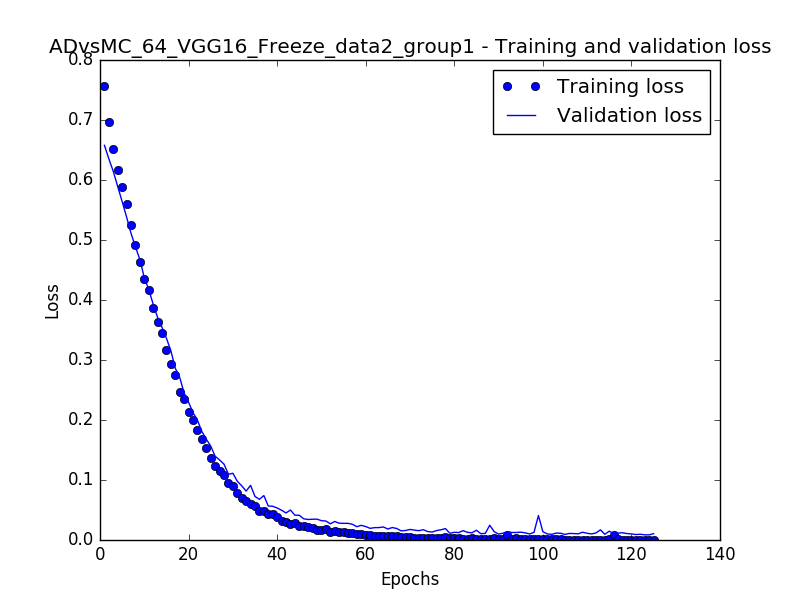 ADvsMC_64_VGG16_Freeze_data2_group1 - Training and validation loss
Training loss
Validation loss
0.8
0.7
0.6
0.5
0.4
0.3
0.2
0.1
0.0
Loss
0 20 40 60 80 100 120 140
Epochs